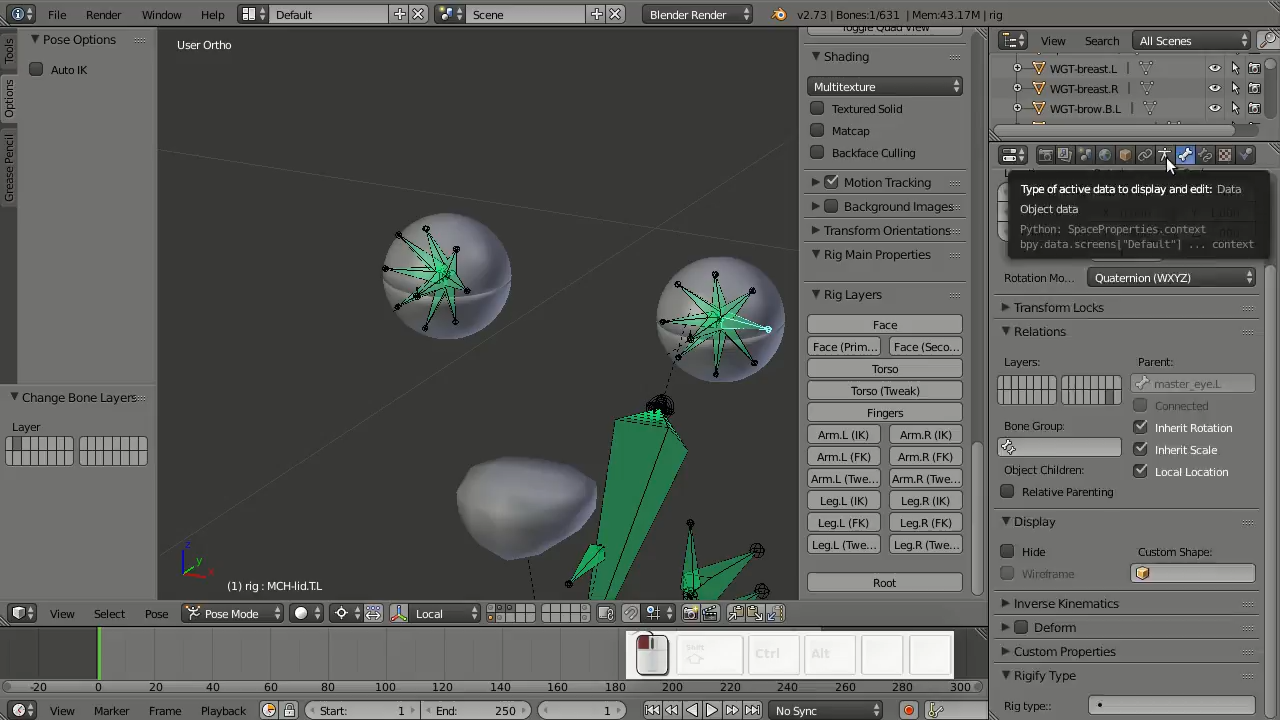 File Render Window Help Default Scene Blender Render v2.73 | Bones:1/631 | Mem:43.17M | rig
Tools
Options
Grease Pencil
Pose Options
Auto IK
Change Bone Layers
Layer
User Ortho
(1) rig : MCH-lid.TL
Toggle Quad View
Shading
Multitexture
Textured Solid
Matcap
Backface Culling
Motion Tracking
Background Images
Transform Orientations
Rig Main Properties
Rig Layers
Face
Face (Prim... Face (Seco...
Torso
Torso (Tweak)
Fingers
Arm.L (IK) Arm.R (IK)
Arm.L (FK) Arm.R (FK)
Arm.L (Twe... Arm.R (Twe...
Leg.L (IK) Leg.R (IK)
Leg.L (FK) Leg.R (FK)
Leg.L (Twe... Leg.R (Twe...
Root
View Search All Scenes
WGT-breast.L
WGT-breast.R
WGT-brow.B.L
Type of active data to display and edit: Data
Object data
Python: SpaceProperties.context
bpy.data.screens["Default"] ... context
Rotation Mo... Quaternion (WXYZ)
Transform Locks
Relations
Layers: Parent:
master_eye.L
Connected
Bone Group: Inherit Rotation
Inherit Scale
Object Children: Local Location
Relative Parenting
Display
Hide Custom Shape:
Wireframe
Inverse Kinematics
Deform
Custom Properties
Rigify Type
Rig type:
View Select Pose Pose Mode Local
Shift Ctrl Alt
-20 0 20 40 60 80 100 120 140 160 180 200 220 240 260 280 300
View Marker Frame Playback Start: 1 End: 250 1 No Sync
x
y
z